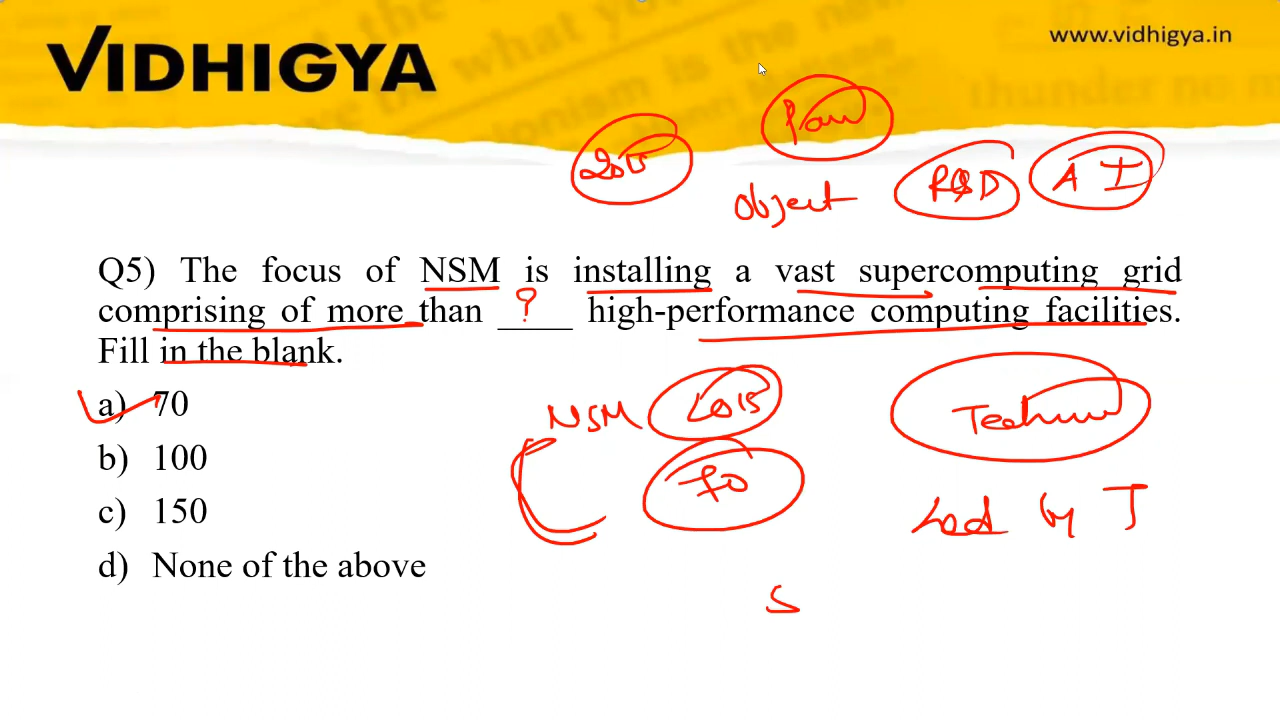 VIDHIGYA
www.vidhigya.in
2015
Object R&D A I
Q5) The focus of NSM is installing a vast supercomputing grid
comprising of more than ____ ? high-performance computing facilities.
Fill in the blank.
a) 70
b) 100
c) 150
d) None of the above
NSM 2015
70
by
S